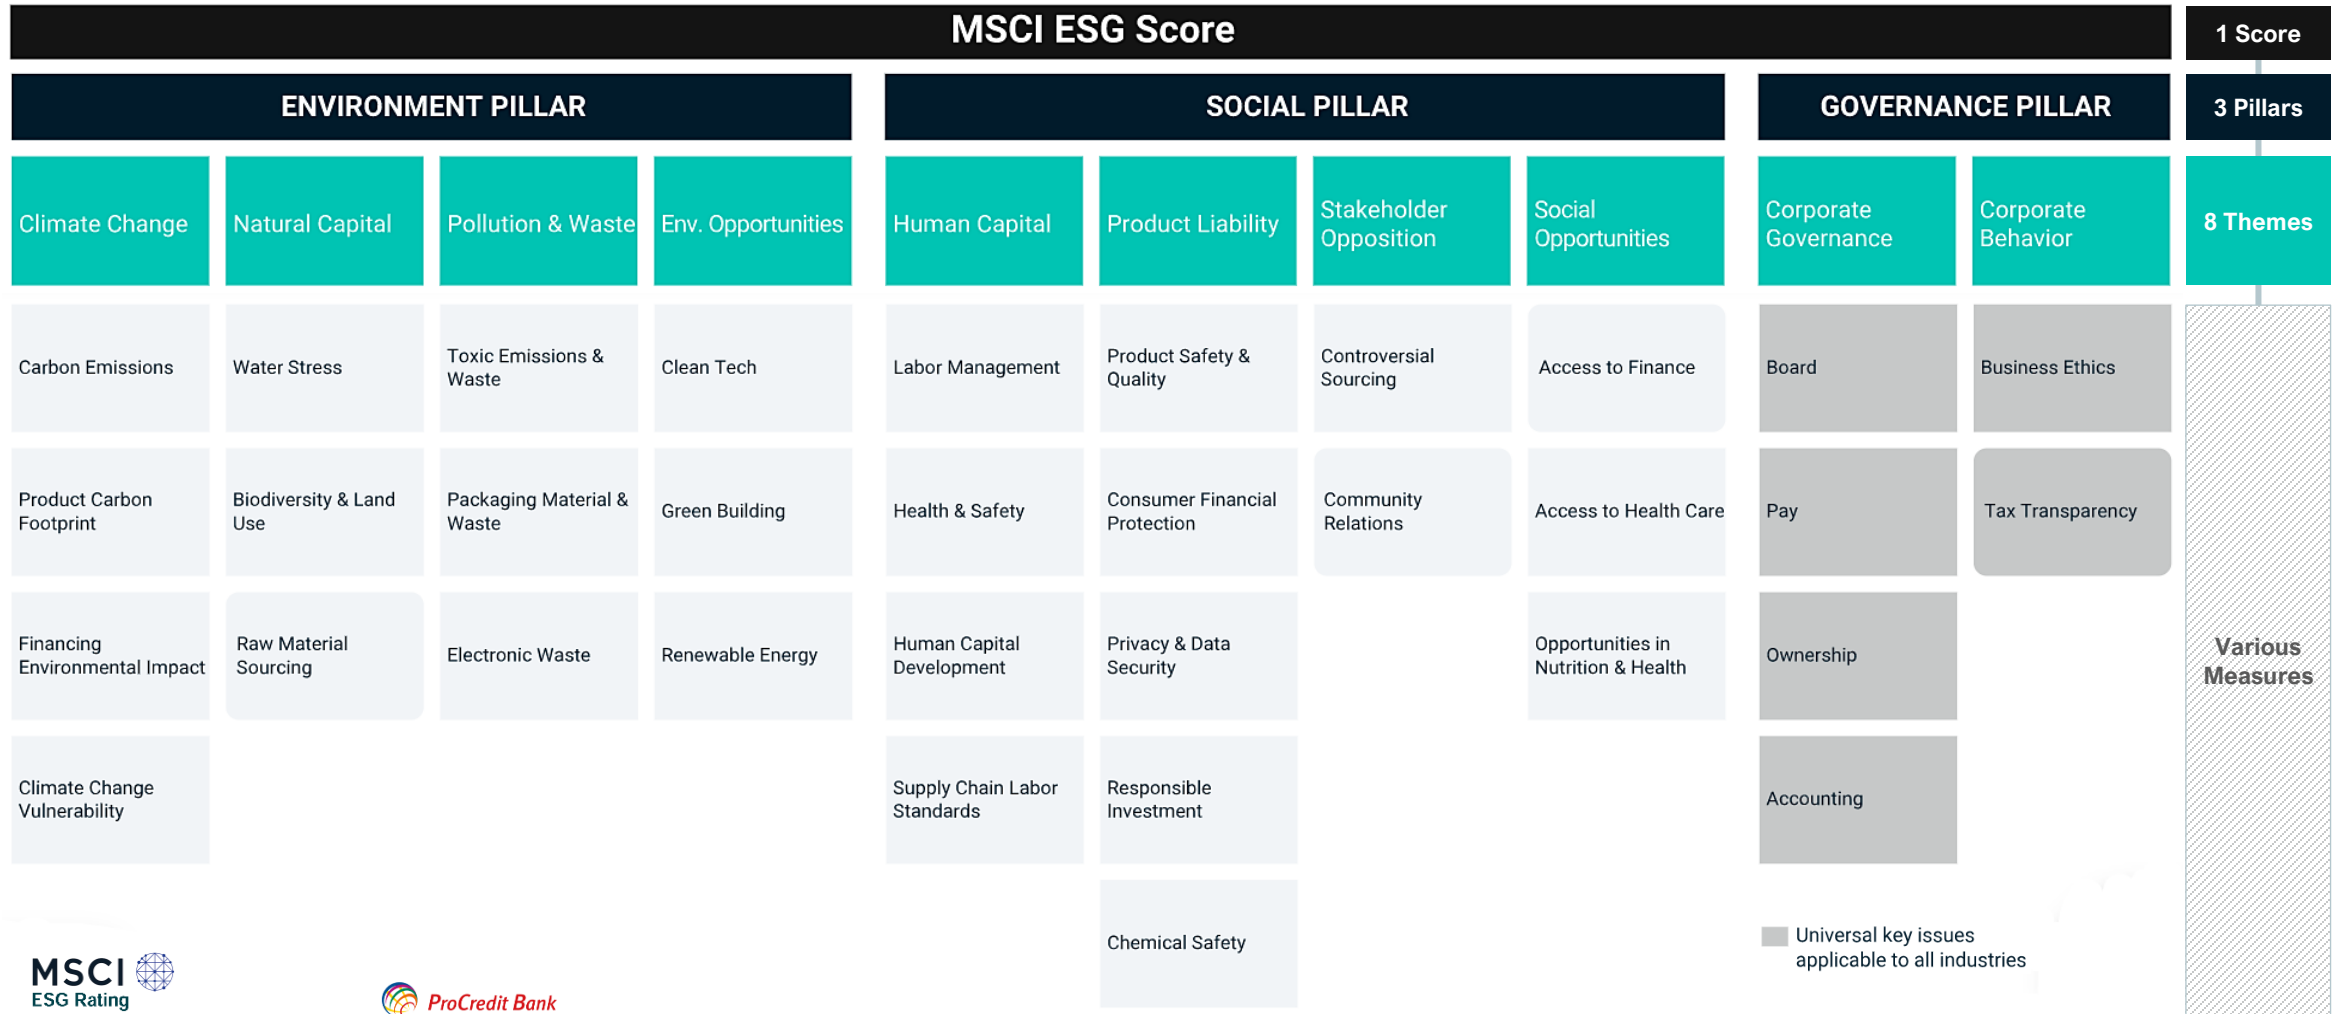 MSCI ESG Score
1 Score
ENVIRONMENT PILLAR
SOCIAL PILLAR
GOVERNANCE PILLAR
3 Pillars
Climate Change
Natural Capital
Pollution & Waste
Env. Opportunities
Human Capital
Product Liability
Stakeholder
Opposition
Social
Opportunities
Corporate
Governance
Corporate
Behavior
8 Themes
Carbon Emissions
Water Stress
Toxic Emissions &
Waste
Clean Tech
Labor Management
Product Safety &
Quality
Controversial
Sourcing
Access to Finance
Board
Business Ethics
Product Carbon
Footprint
Biodiversity & Land
Use
Packaging Material &
Waste
Green Building
Health & Safety
Consumer Financial
Protection
Community
Relations
Access to Health Care
Pay
Tax Transparency
Financing
Environmental Impact
Raw Material
Sourcing
Electronic Waste
Renewable Energy
Human Capital
Development
Privacy & Data
Security
Opportunities in
Nutrition & Health
Ownership
Various
Measures
Climate Change
Vulnerability
Supply Chain Labor
Standards
Responsible
Investment
Accounting
Chemical Safety
Universal key issues
applicable to all industries
MSCI
ESG Rating
ProCredit Bank